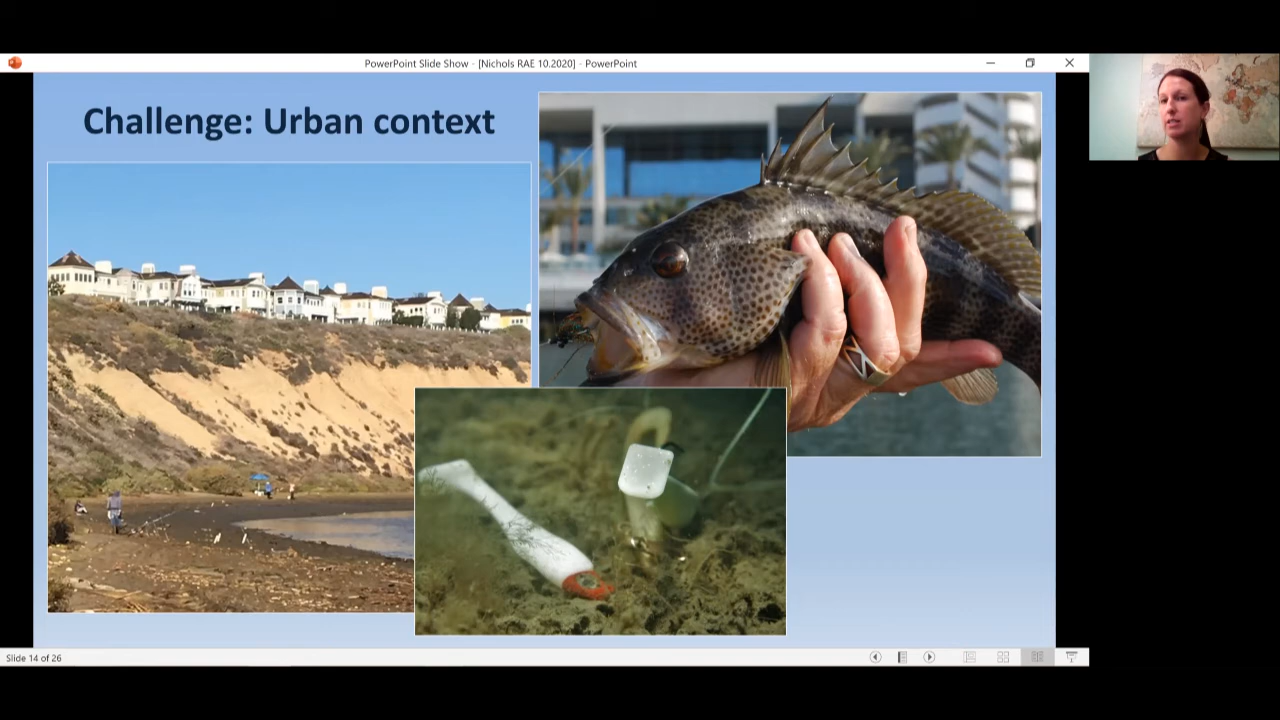 PowerPoint Slide Show - [Nichols RAE 10.2020] - PowerPoint
Challenge: Urban context
Slide 14 of 26